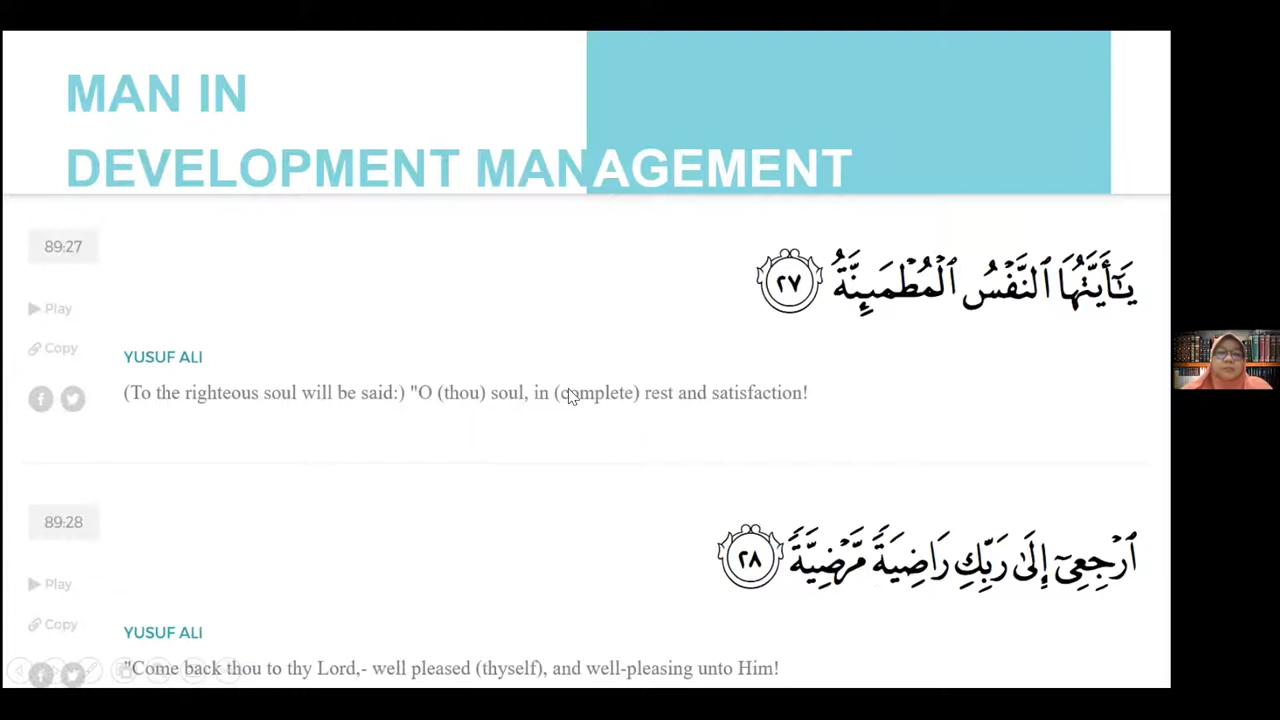 MAN IN
DEVELOPMENT MANAGEMENT
89:27
يَٰٓأَيَّتُهَا ٱلنَّفْسُ ٱلْمُطْمَئِنَّةُ ٢٧
Play
Copy
YUSUF ALI
(To the righteous soul will be said:) "O (thou) soul, in (complete) rest and satisfaction!
89:28
ٱرْجِعِىٓ إِلَىٰ رَبِّكِ رَاضِيَةً مَّرْضِيَّةً ٢٨
Play
Copy
YUSUF ALI
"Come back thou to thy Lord,- well pleased (thyself), and well-pleasing unto Him!